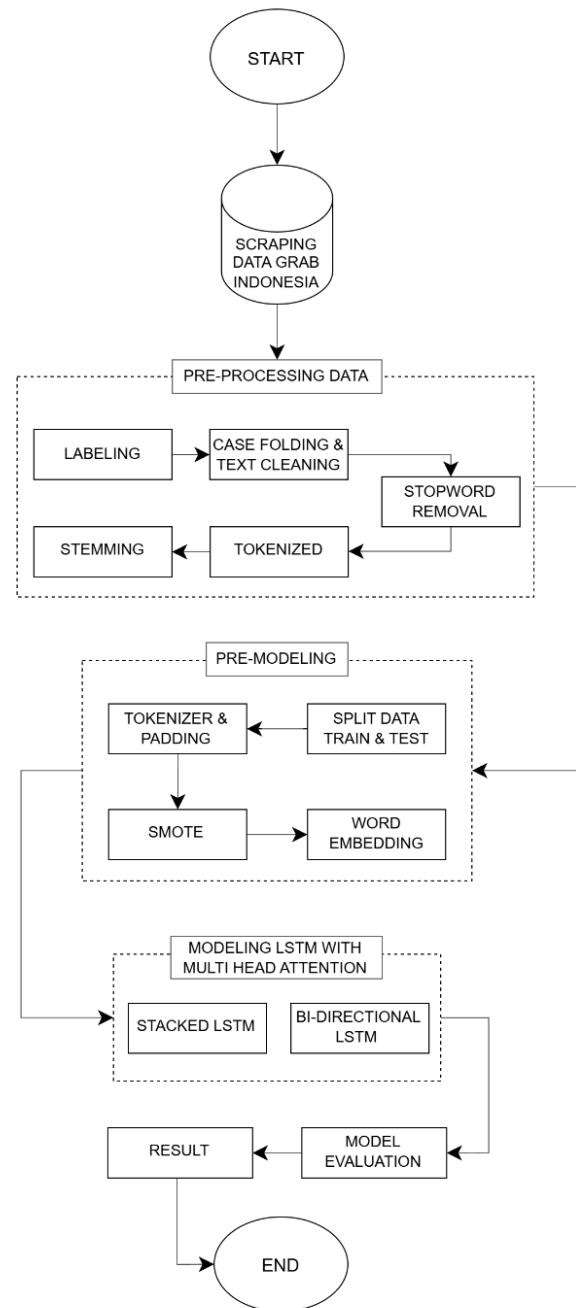 START
SCRAPING
DATA GRAB
INDONESIA
PRE-PROCESSING DATA
LABELING
CASE FOLDING &
TEXT CLEANING
STOPWORD
REMOVAL
TOKENIZED
STEMMING
PRE-MODELING
SPLIT DATA
TRAIN & TEST
TOKENIZER &
PADDING
SMOTE
WORD
EMBEDDING
MODELING LSTM WITH
MULTI HEAD ATTENTION
STACKED LSTM
BI-DIRECTIONAL
LSTM
MODEL
EVALUATION
RESULT
END